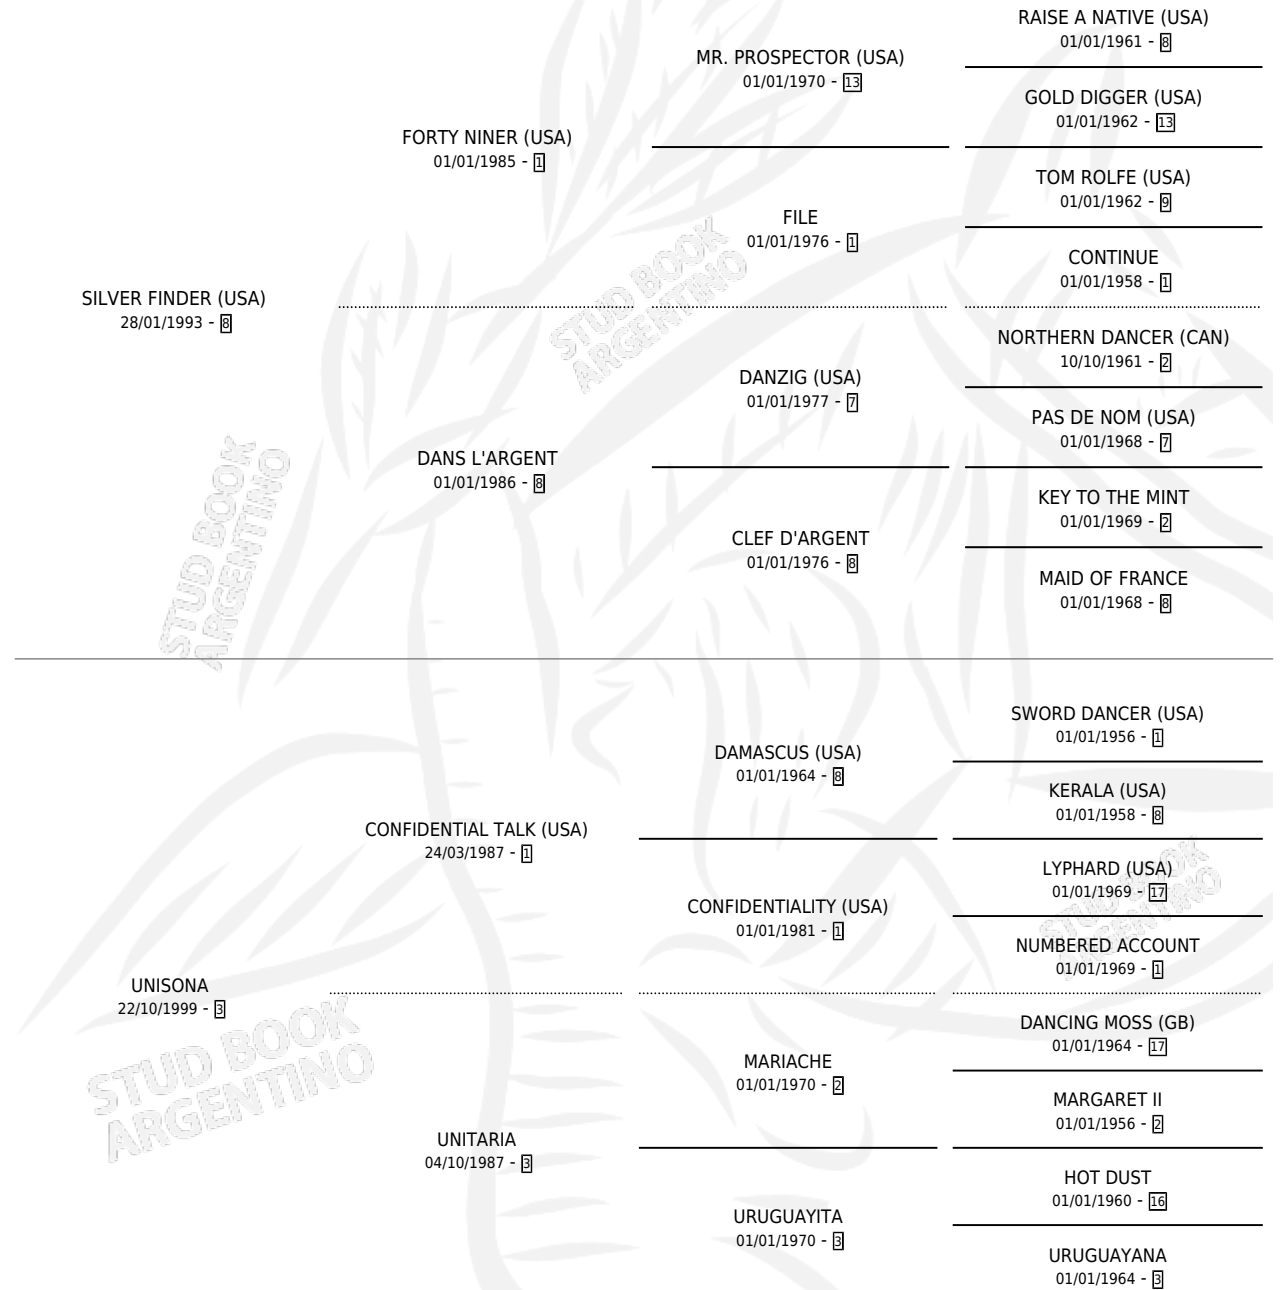 RAISE A NATIVE (USA)
01/01/1961 - 8
MR. PROSPECTOR (USA)
01/01/1970 - 13
GOLD DIGGER (USA)
01/01/1962 - 13
FORTY NINER (USA)
01/01/1985 - 1
TOM ROLFE (USA)
01/01/1962 - 9
FILE
01/01/1976 - 1
CONTINUE
01/01/1958 - 1
SILVER FINDER (USA)
28/01/1993 - 8
NORTHERN DANCER (CAN)
10/10/1961 - 2
DANZIG (USA)
01/01/1977 - 7
PAS DE NOM (USA)
01/01/1968 - 7
DANS L'ARGENT
01/01/1986 - 8
KEY TO THE MINT
01/01/1969 - 2
CLEF D'ARGENT
01/01/1976 - 8
MAID OF FRANCE
01/01/1968 - 8
SWORD DANCER (USA)
01/01/1956 - 1
DAMASCUS (USA)
01/01/1964 - 8
KERALA (USA)
01/01/1958 - 8
CONFIDENTIAL TALK (USA)
24/03/1987 - 1
LYPHARD (USA)
01/01/1969 - 17
CONFIDENTIALITY (USA)
01/01/1981 - 1
NUMBERED ACCOUNT
01/01/1969 - 1
UNISONA
22/10/1999 - 3
DANCING MOSS (GB)
01/01/1964 - 17
MARIACHE
01/01/1970 - 2
MARGARET II
01/01/1956 - 2
UNITARIA
04/10/1987 - 3
HOT DUST
01/01/1960 - 16
URUGUAYITA
01/01/1970 - 3
URUGUAYANA
01/01/1964 - 3
STUD BOOK
ARGENTINO
STUD BOOK
ARGENTINO
STUD BOOK
ARGENTINO
STUD BOOK
ARGENTINO